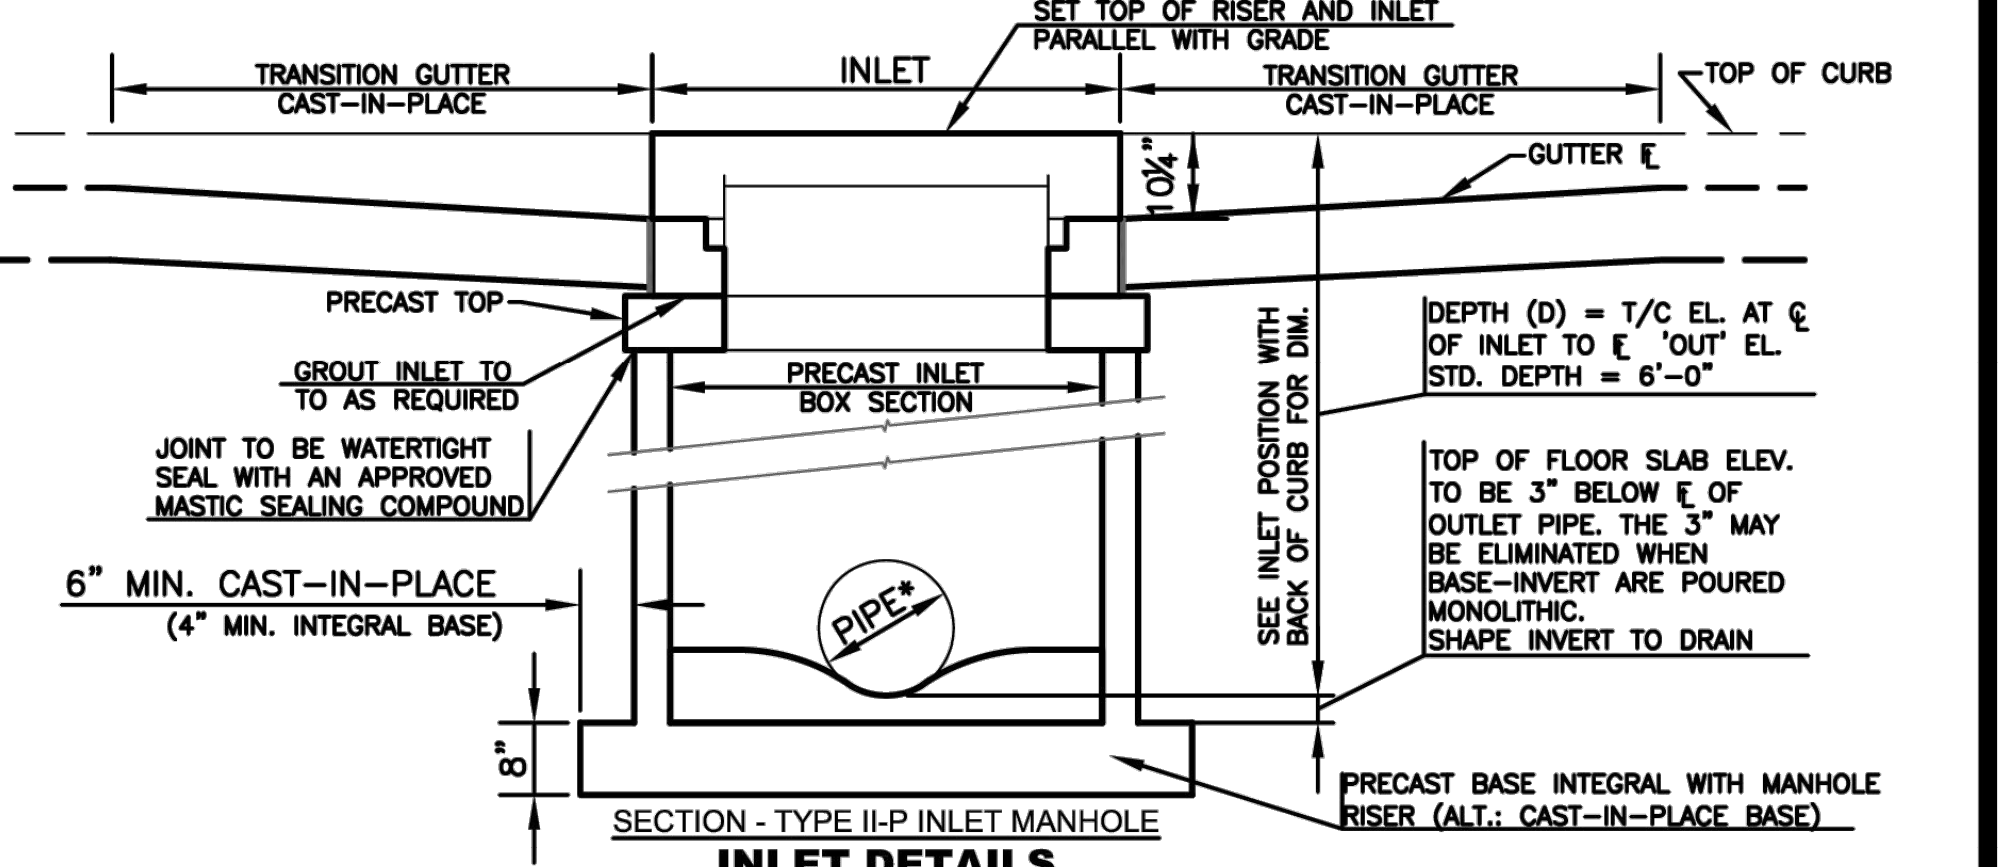 SET TOP OF RISER AND INLET
PARALLEL WITH GRADE
TRANSITION GUTTER
CAST-IN-PLACE
INLET
TRANSITION GUTTER
CAST-IN-PLACE
TOP OF CURB
10¼"
GUTTER FL
PRECAST TOP
GROUT INLET TO
TO AS REQUIRED
PRECAST INLET
BOX SECTION
JOINT TO BE WATERTIGHT
SEAL WITH AN APPROVED
MASTIC SEALING COMPOUND
SEE INLET POSITION WITH
BACK OF CURB FOR DIM.
DEPTH (D) = T/C EL. AT CL
OF INLET TO FL 'OUT' EL.
STD. DEPTH = 6'-0"
TOP OF FLOOR SLAB ELEV.
TO BE 3" BELOW FL OF
OUTLET PIPE. THE 3" MAY
BE ELIMINATED WHEN
BASE-INVERT ARE POURED
MONOLITHIC.
SHAPE INVERT TO DRAIN
6" MIN. CAST-IN-PLACE
(4" MIN. INTEGRAL BASE)
PIPE*
8"
PRECAST BASE INTEGRAL WITH MANHOLE
RISER (ALT.: CAST-IN-PLACE BASE)
SECTION - TYPE II-P INLET MANHOLE
INLET DETAILS